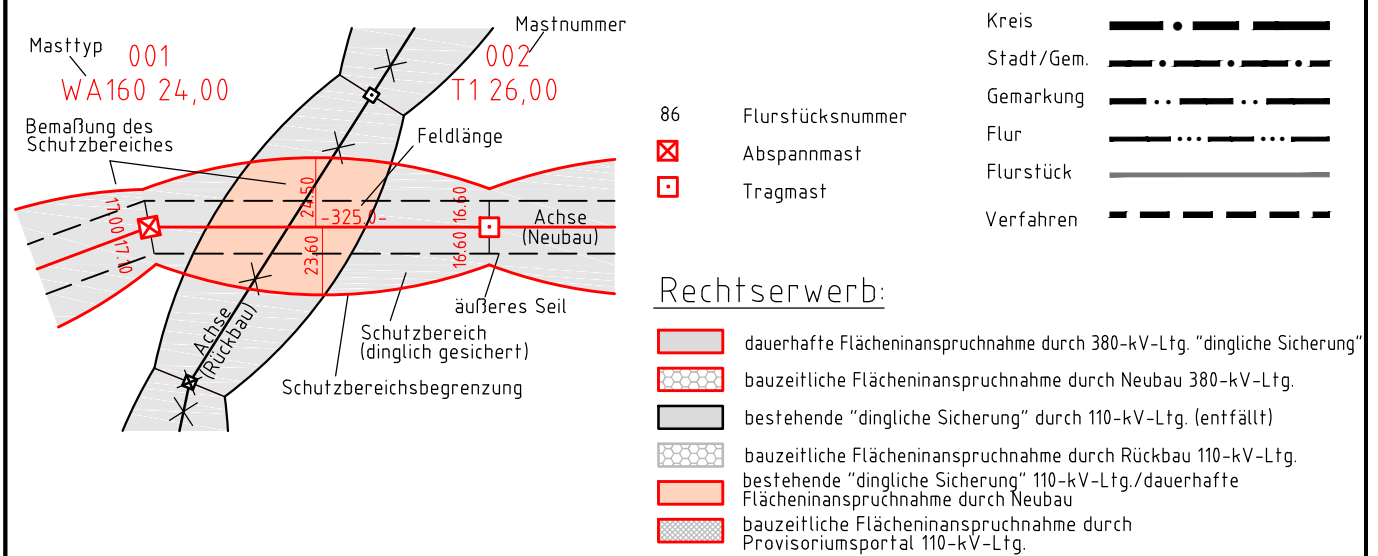 Masttyp
001
WA160 24,00
Mastnummer
002
T1 26,00
Bemaßung des
Schutzbereiches
Feldlänge
17.00
17.10
24.50
-325.0-
23.60
16.60
16.60
Achse
(Neubau)
äußeres Seil
Achse
(Rückbau)
Schutzbereich
(dinglich gesichert)
Schutzbereichsbegrenzung
86 Flurstücksnummer
Abspannmast
Tragmast
Kreis
Stadt/Gem.
Gemarkung
Flur
Flurstück
Verfahren
Rechtserwerb:
dauerhafte Flächeninanspruchnahme durch 380-kV-Ltg. "dingliche Sicherung"
bauzeitliche Flächeninanspruchnahme durch Neubau 380-kV-Ltg.
bestehende "dingliche Sicherung" durch 110-kV-Ltg. (entfällt)
bauzeitliche Flächeninanspruchnahme durch Rückbau 110-kV-Ltg.
bestehende "dingliche Sicherung" 110-kV-Ltg./dauerhafte
Flächeninanspruchnahme durch Neubau
bauzeitliche Flächeninanspruchnahme durch
Provisoriumsportal 110-kV-Ltg.